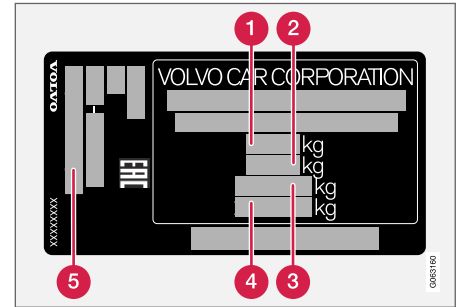 1
2
VOLVO
VOLVO CAR CORPORATION
kg
kg
kg
kg
EAC
XXXXXXXX
5
4
3
G063160